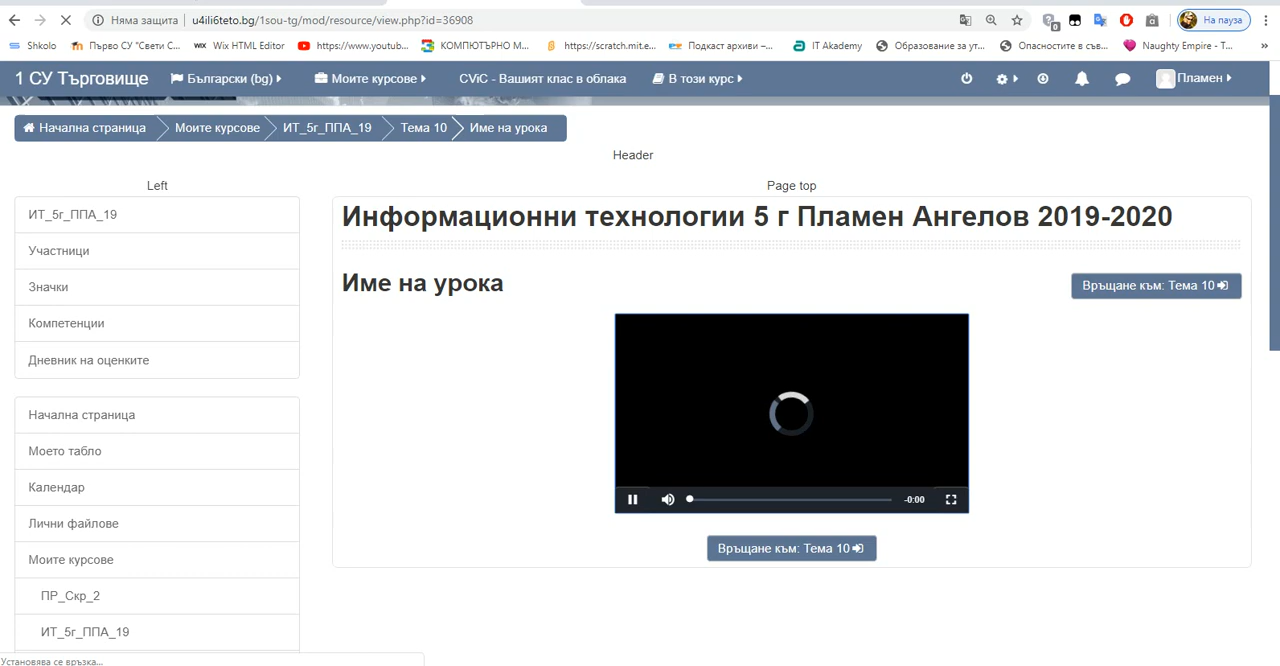 Няма защита | u4ili6teto.bg/1sou-tg/mod/resource/view.php?id=36908
0
На пауза
Shkolo
Първо СУ "Свети С...
WIX Wix HTML Editor
https://www.youtub...
КОМПЮТЪРНО М...
https://scratch.mit.e...
Подкаст архиви –...
IT Akademy
Образование за ут...
Опасностите в със...
Naughty Empire - T...
»
1 СУ Търговище
Български (bg)
Моите курсове
CViC - Вашият клас в облака
В този курс
Пламен
Начална страница
Моите курсове
ИТ_5г_ППА_19
Тема 10
Име на урока
Header
Left
Page top
ИТ_5г_ППА_19
Участници
Значки
Компетенции
Дневник на оценките
Информационни технологии 5 г Пламен Ангелов 2019-2020
Име на урока
Връщане към: Тема 10
-0:00
Връщане към: Тема 10
Начална страница
Моето табло
Календар
Лични файлове
Моите курсове
ПР_Скр_2
ИТ_5г_ППА_19
Установява се връзка...